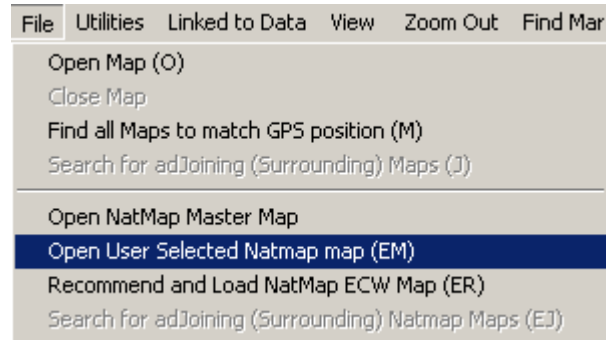 File Utilities Linked to Data View Zoom Out Find Mar
Open Map (O)
Close Map
Find all Maps to match GPS position (M)
Search for adJoining (Surrounding) Maps (J)
Open NatMap Master Map
Open User Selected Natmap map (EM)
Recommend and Load NatMap ECW Map (ER)
Search for adJoining (Surrounding) Natmap Maps (EJ)